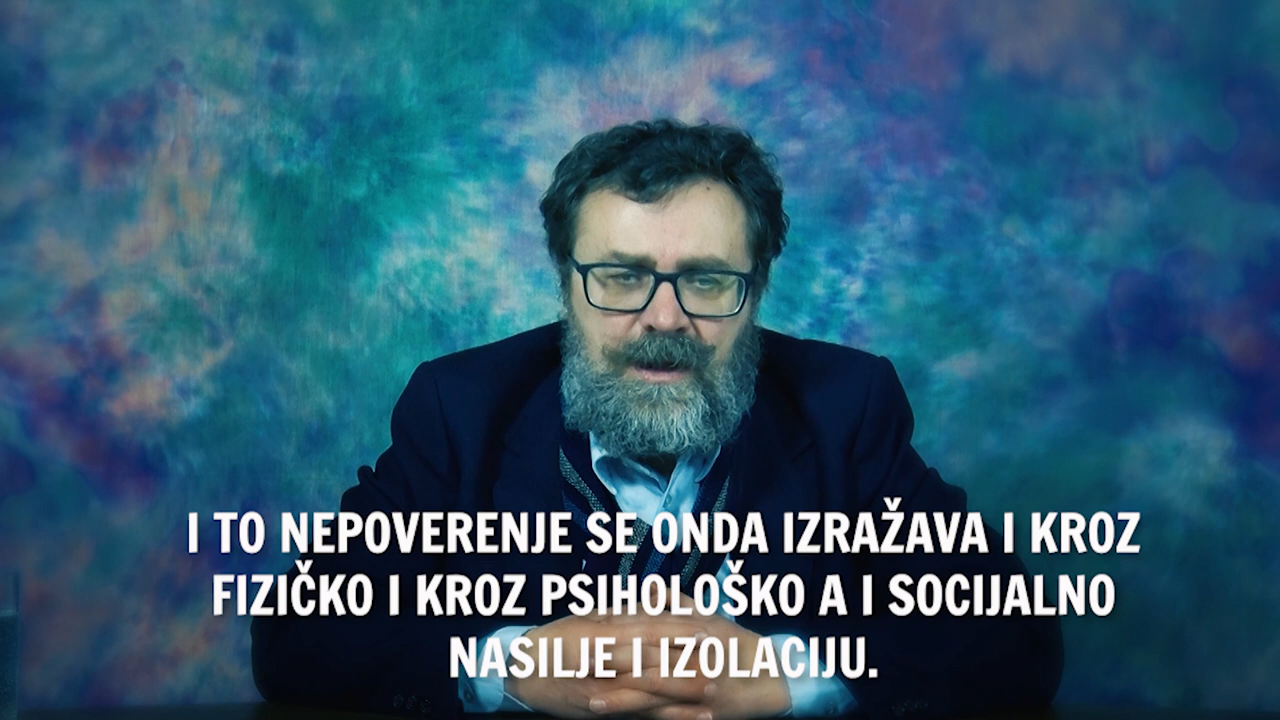 I TO NEPOVERENJE SE ONDA IZRAŽAVA I KROZ
FIZIČKO I KROZ PSIHOLOŠKO A I SOCIJALNO
NASILJE I IZOLACIJU.